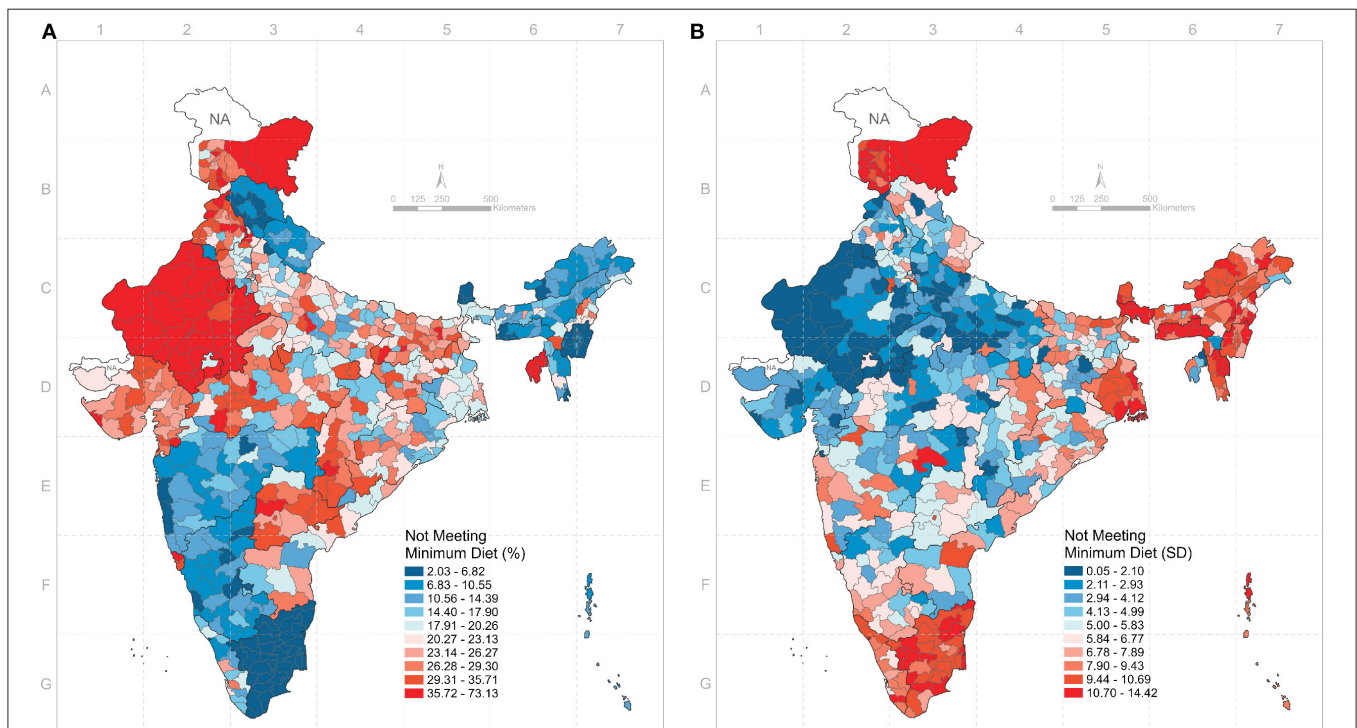 A
1 2 3 4 5 6 7
A
B
C
D
E
F
G
NA
N
0 125 250 500
Kilometers
NA
Not Meeting
Minimum Diet (%)
2.03 - 6.82
6.83 - 10.55
10.56 - 14.39
14.40 - 17.90
17.91 - 20.26
20.27 - 23.13
23.14 - 26.27
26.28 - 29.30
29.31 - 35.71
35.72 - 73.13
B
1 2 3 4 5 6 7
A
B
C
D
E
F
G
NA
N
0 125 250 500
Kilometers
NA
Not Meeting
Minimum Diet (SD)
0.05 - 2.10
2.11 - 2.93
2.94 - 4.12
4.13 - 4.99
5.00 - 5.83
5.84 - 6.77
6.78 - 7.89
7.90 - 9.43
9.44 - 10.69
10.70 - 14.42